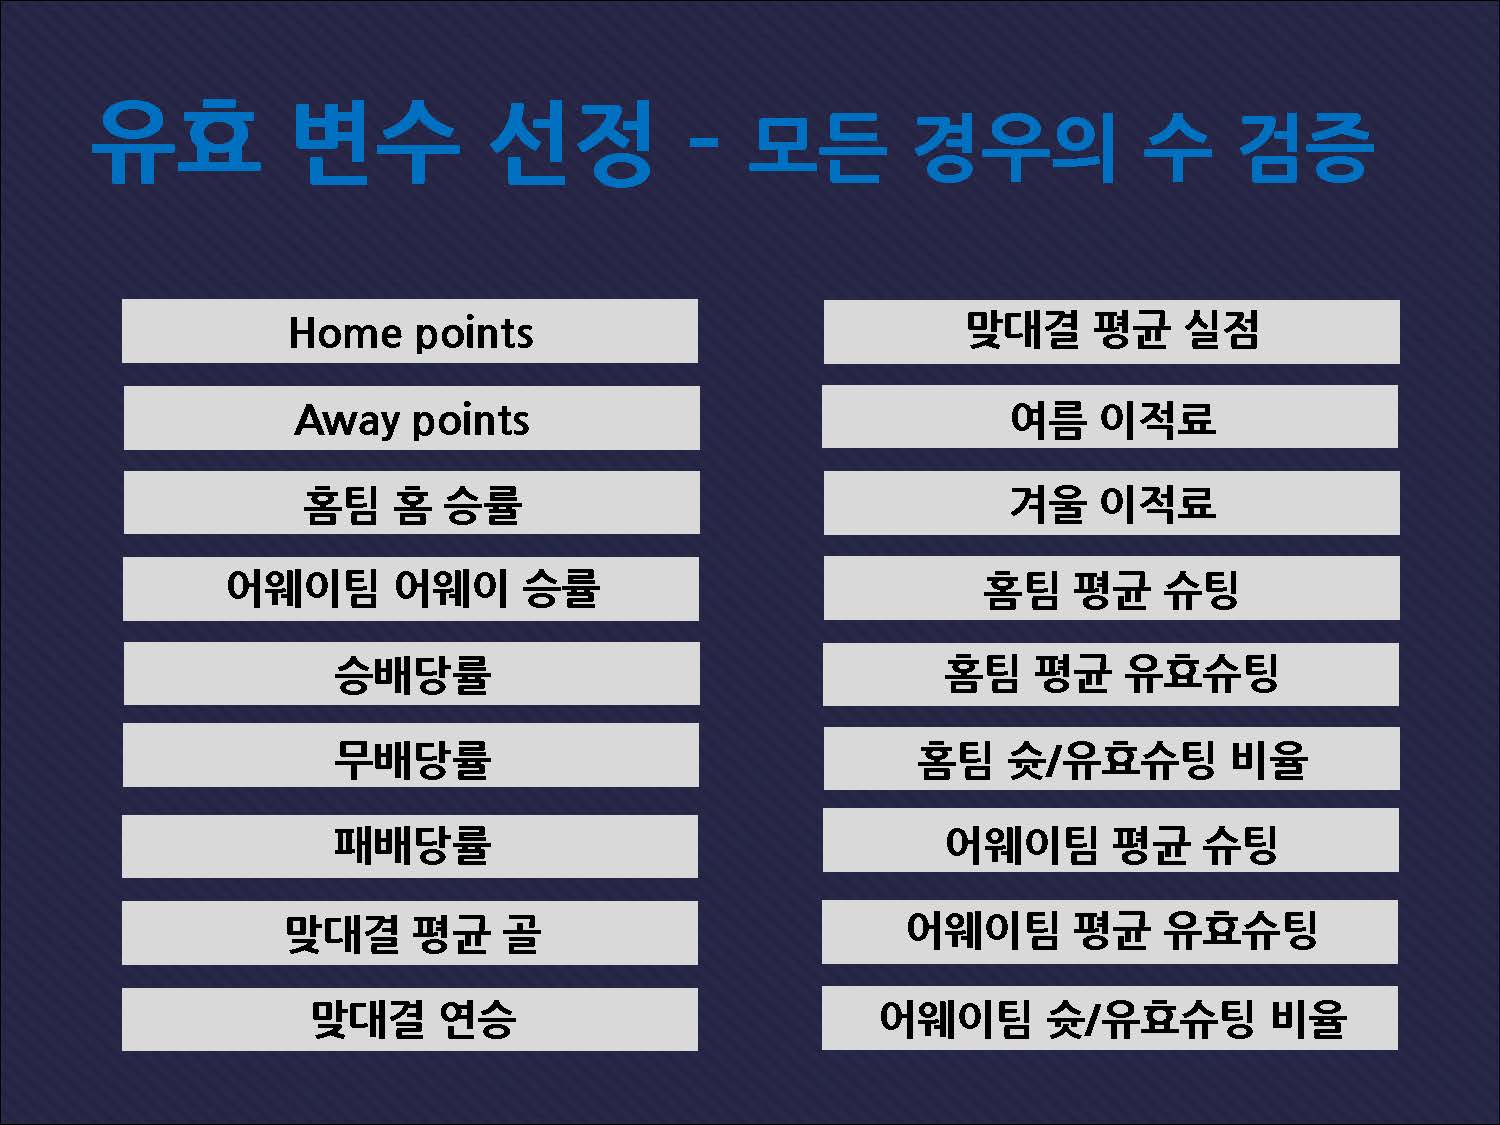 유효 변수 선정 - 모든 경우의 수 검증
Home points
Away points
홈팀 홈 승률
어웨이팀 어웨이 승률
승배당률
무배당률
패배당률
맞대결 평균 골
맞대결 연승
맞대결 평균 실점
여름 이적료
겨울 이적료
홈팀 평균 슈팅
홈팀 평균 유효슈팅
홈팀 슛/유효슈팅 비율
어웨이팀 평균 슈팅
어웨이팀 평균 유효슈팅
어웨이팀 슛/유효슈팅 비율